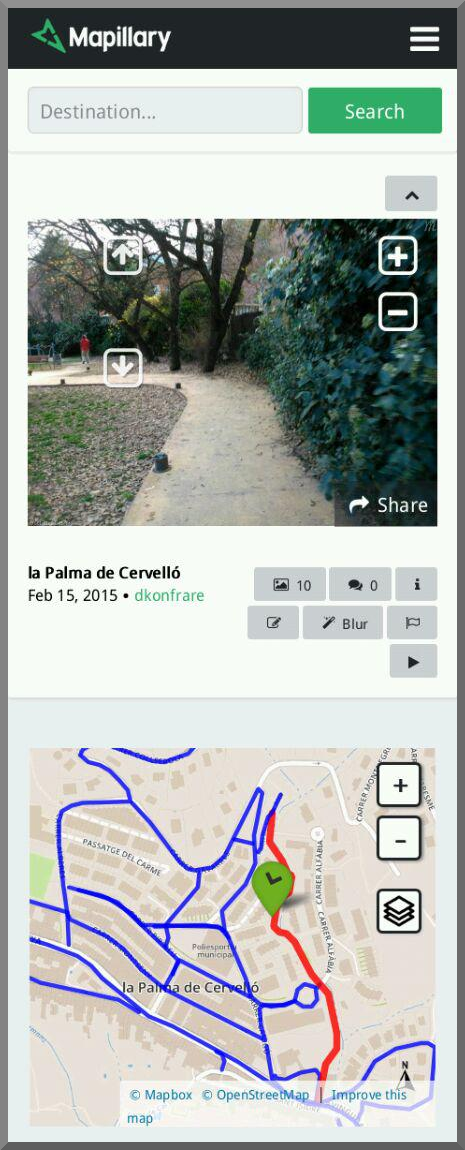 Mapillary
Destination...
Search
Share
la Palma de Cervelló
Feb 15, 2015 • dkonfrare
10
0
Blur
CARRER MONTNEGRE
PASSATGE DEL CARME
CARRER ALFÀBIA
CARRER ALFÀBIA
Poliesportiu
municipal
la Palma de Cervelló
N
© Mapbox © OpenStreetMap Improve this
map